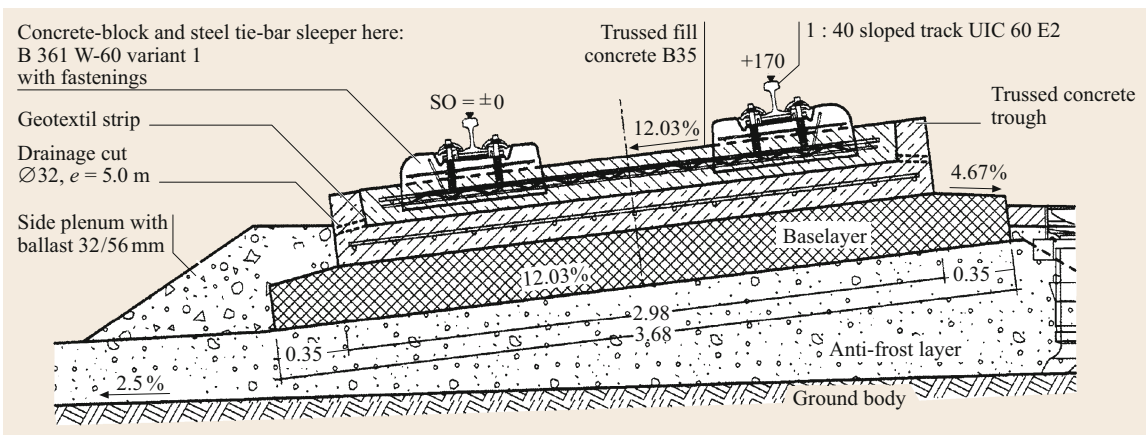 Concrete-block and steel tie-bar sleeper here:
B 361 W-60 variant 1
with fastenings
Geotextil strip
Drainage cut
∅32, e = 5.0 m
Side plenum with
ballast 32/56 mm
SO = ±0
Trussed fill
concrete B35
+170
1 : 40 sloped track UIC 60 E2
Trussed concrete
trough
12.03%
4.67%
Baselayer
12.03%
0.35
2.98
3.68
0.35
Anti-frost layer
2.5 %
Ground body